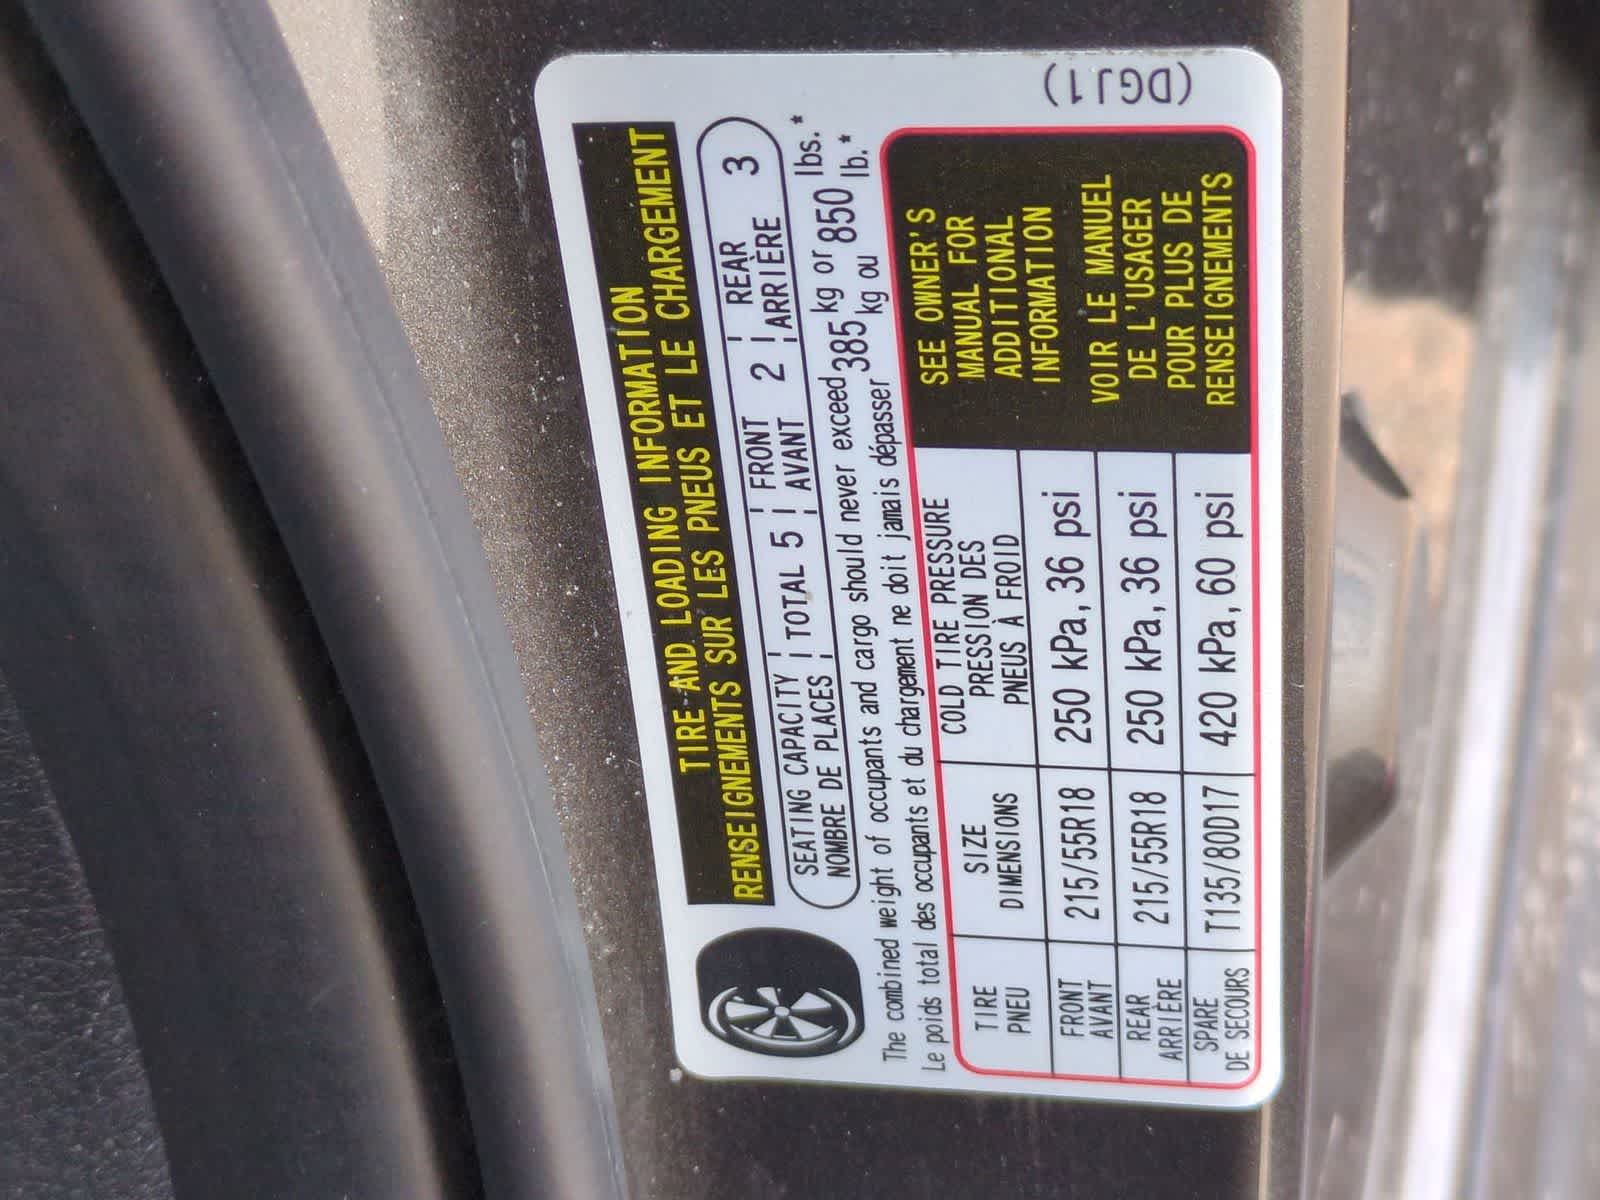 TIRE AND LOADING INFORMATION
RENSEIGNEMENTS SUR LES PNEUS ET LE CHARGEMENT
SEATING CAPACITY TOTAL 5 FRONT 2 REAR 3
NOMBRE DE PLACES AVANT ARRIÈRE
The combined weight of occupants and cargo should never exceed 385 kg or 850 lbs.*
Le poids total des occupants et du chargement ne doit jamais dépasser kg ou lb.*
TIRE SIZE COLD TIRE PRESSURE
PNEU DIMENSIONS PRESSION DES
PNEUS À FROID
FRONT 215/55R18 250 kPa, 36 psi
AVANT
REAR 215/55R18 250 kPa, 36 psi
ARRIÈRE
SPARE T135/80D17 420 kPa, 60 psi
DE SECOURS
SEE OWNER'S
MANUAL FOR
ADDITIONAL
INFORMATION
VOIR LE MANUEL
DE L'USAGER
POUR PLUS DE
RENSEIGNEMENTS
(DGJ1)